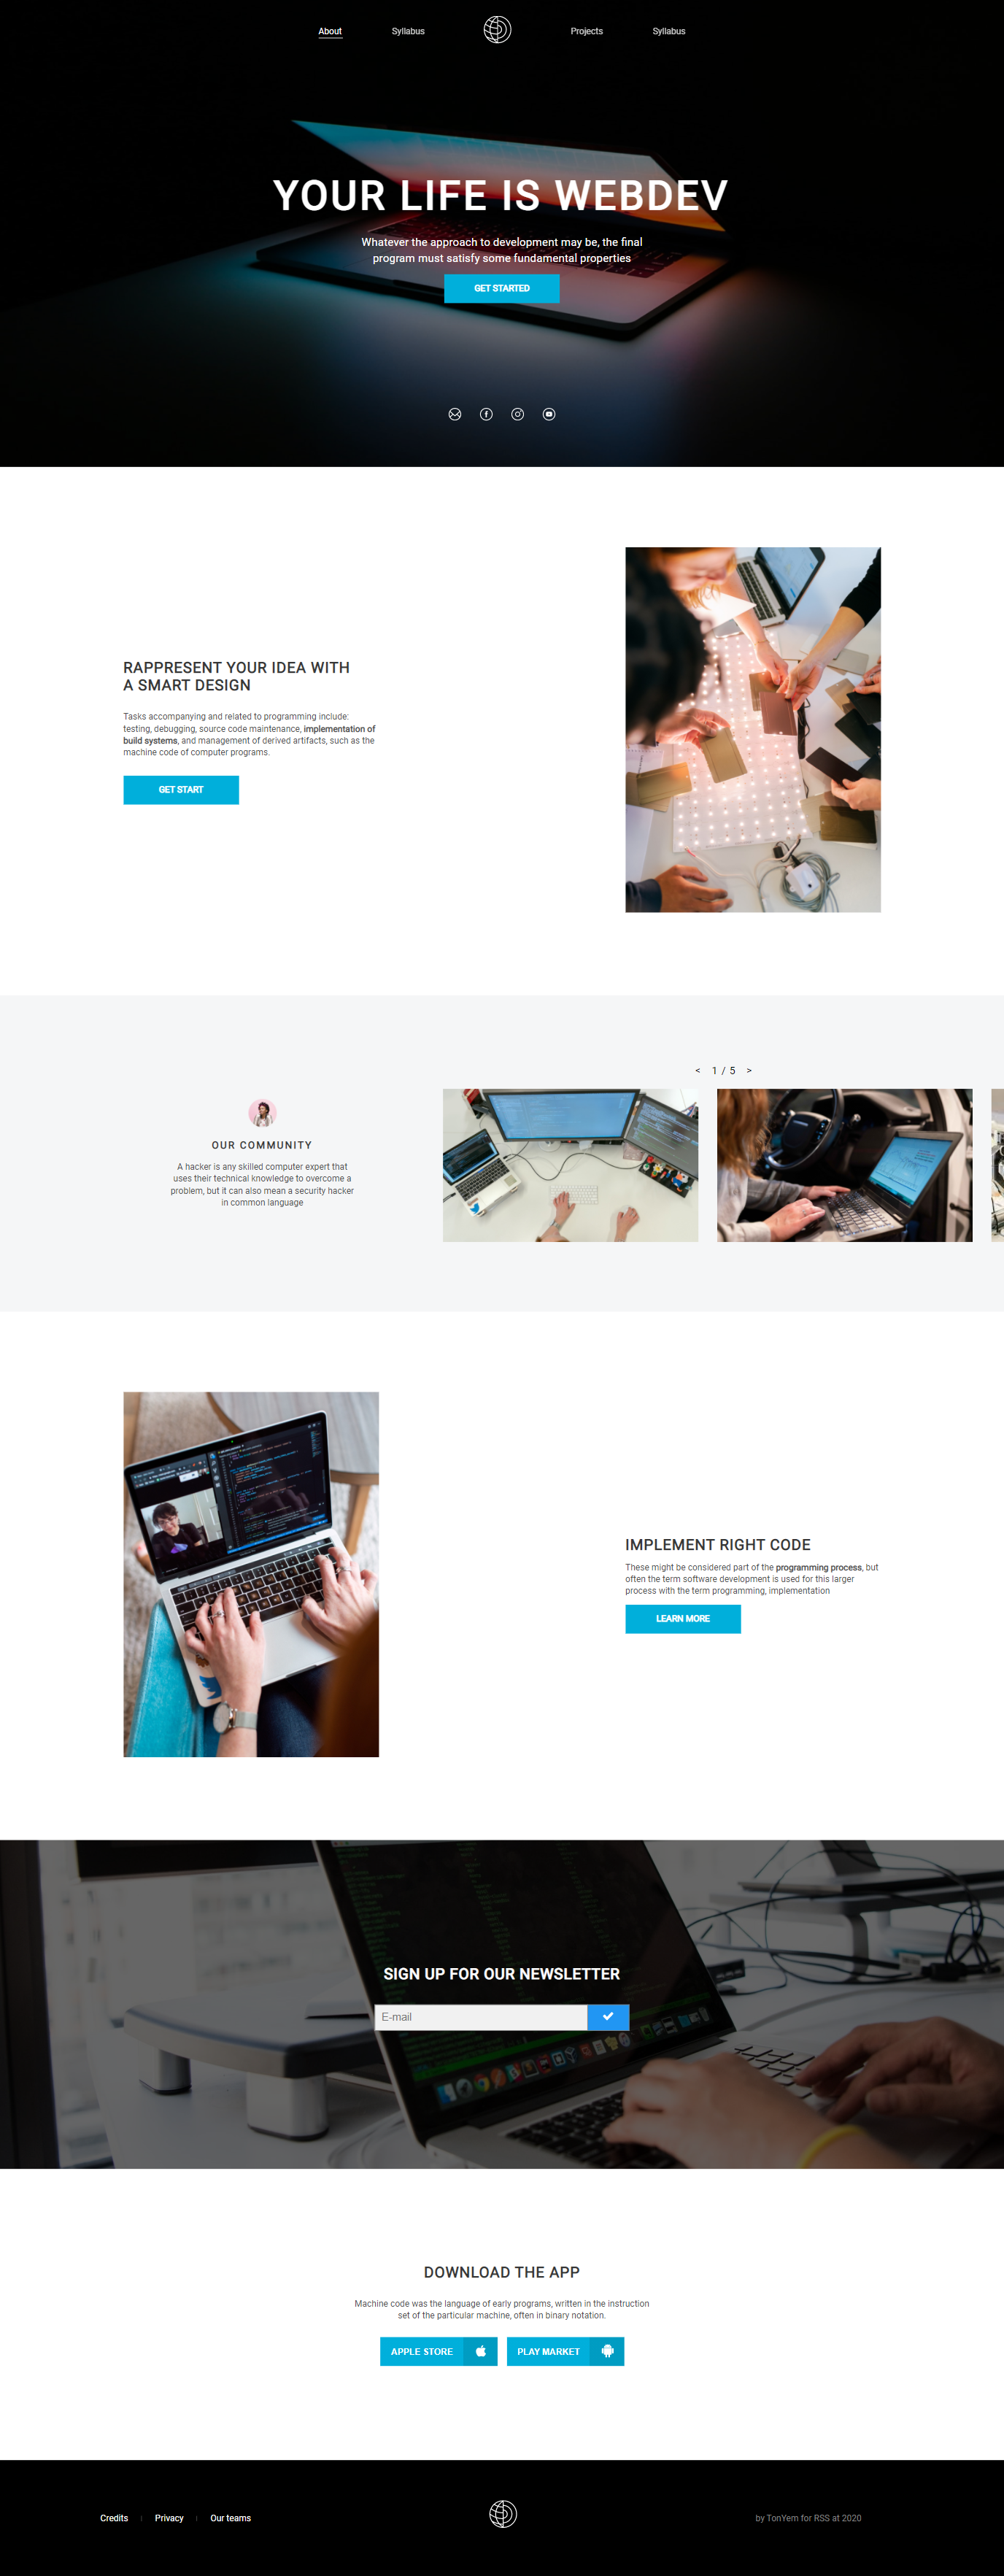 About
Syllabus
Projects
Syllabus
YOUR LIFE IS WEBDEV
Whatever the approach to development may be, the final
program must satisfy some fundamental properties
GET STARTED
RAPPRESENT YOUR IDEA WITH
A SMART DESIGN
Tasks accompanying and related to programming include:
testing, debugging, source code maintenance, implementation of
build systems, and management of derived artifacts, such as the
machine code of computer programs.
GET START
< 1 / 5 >
OUR COMMUNITY
A hacker is any skilled computer expert that
uses their technical knowledge to overcome a
problem, but it can also mean a security hacker
in common language
IMPLEMENT RIGHT CODE
These might be considered part of the programming process, but
often the term software development is used for this larger
process with the term programming, implementation
LEARN MORE
SIGN UP FOR OUR NEWSLETTER
E-mail
DOWNLOAD THE APP
Machine code was the language of early programs, written in the instruction
set of the particular machine, often in binary notation.
APPLE STORE
PLAY MARKET
Credits
Privacy
Our teams
by TonYem for RSS at 2020